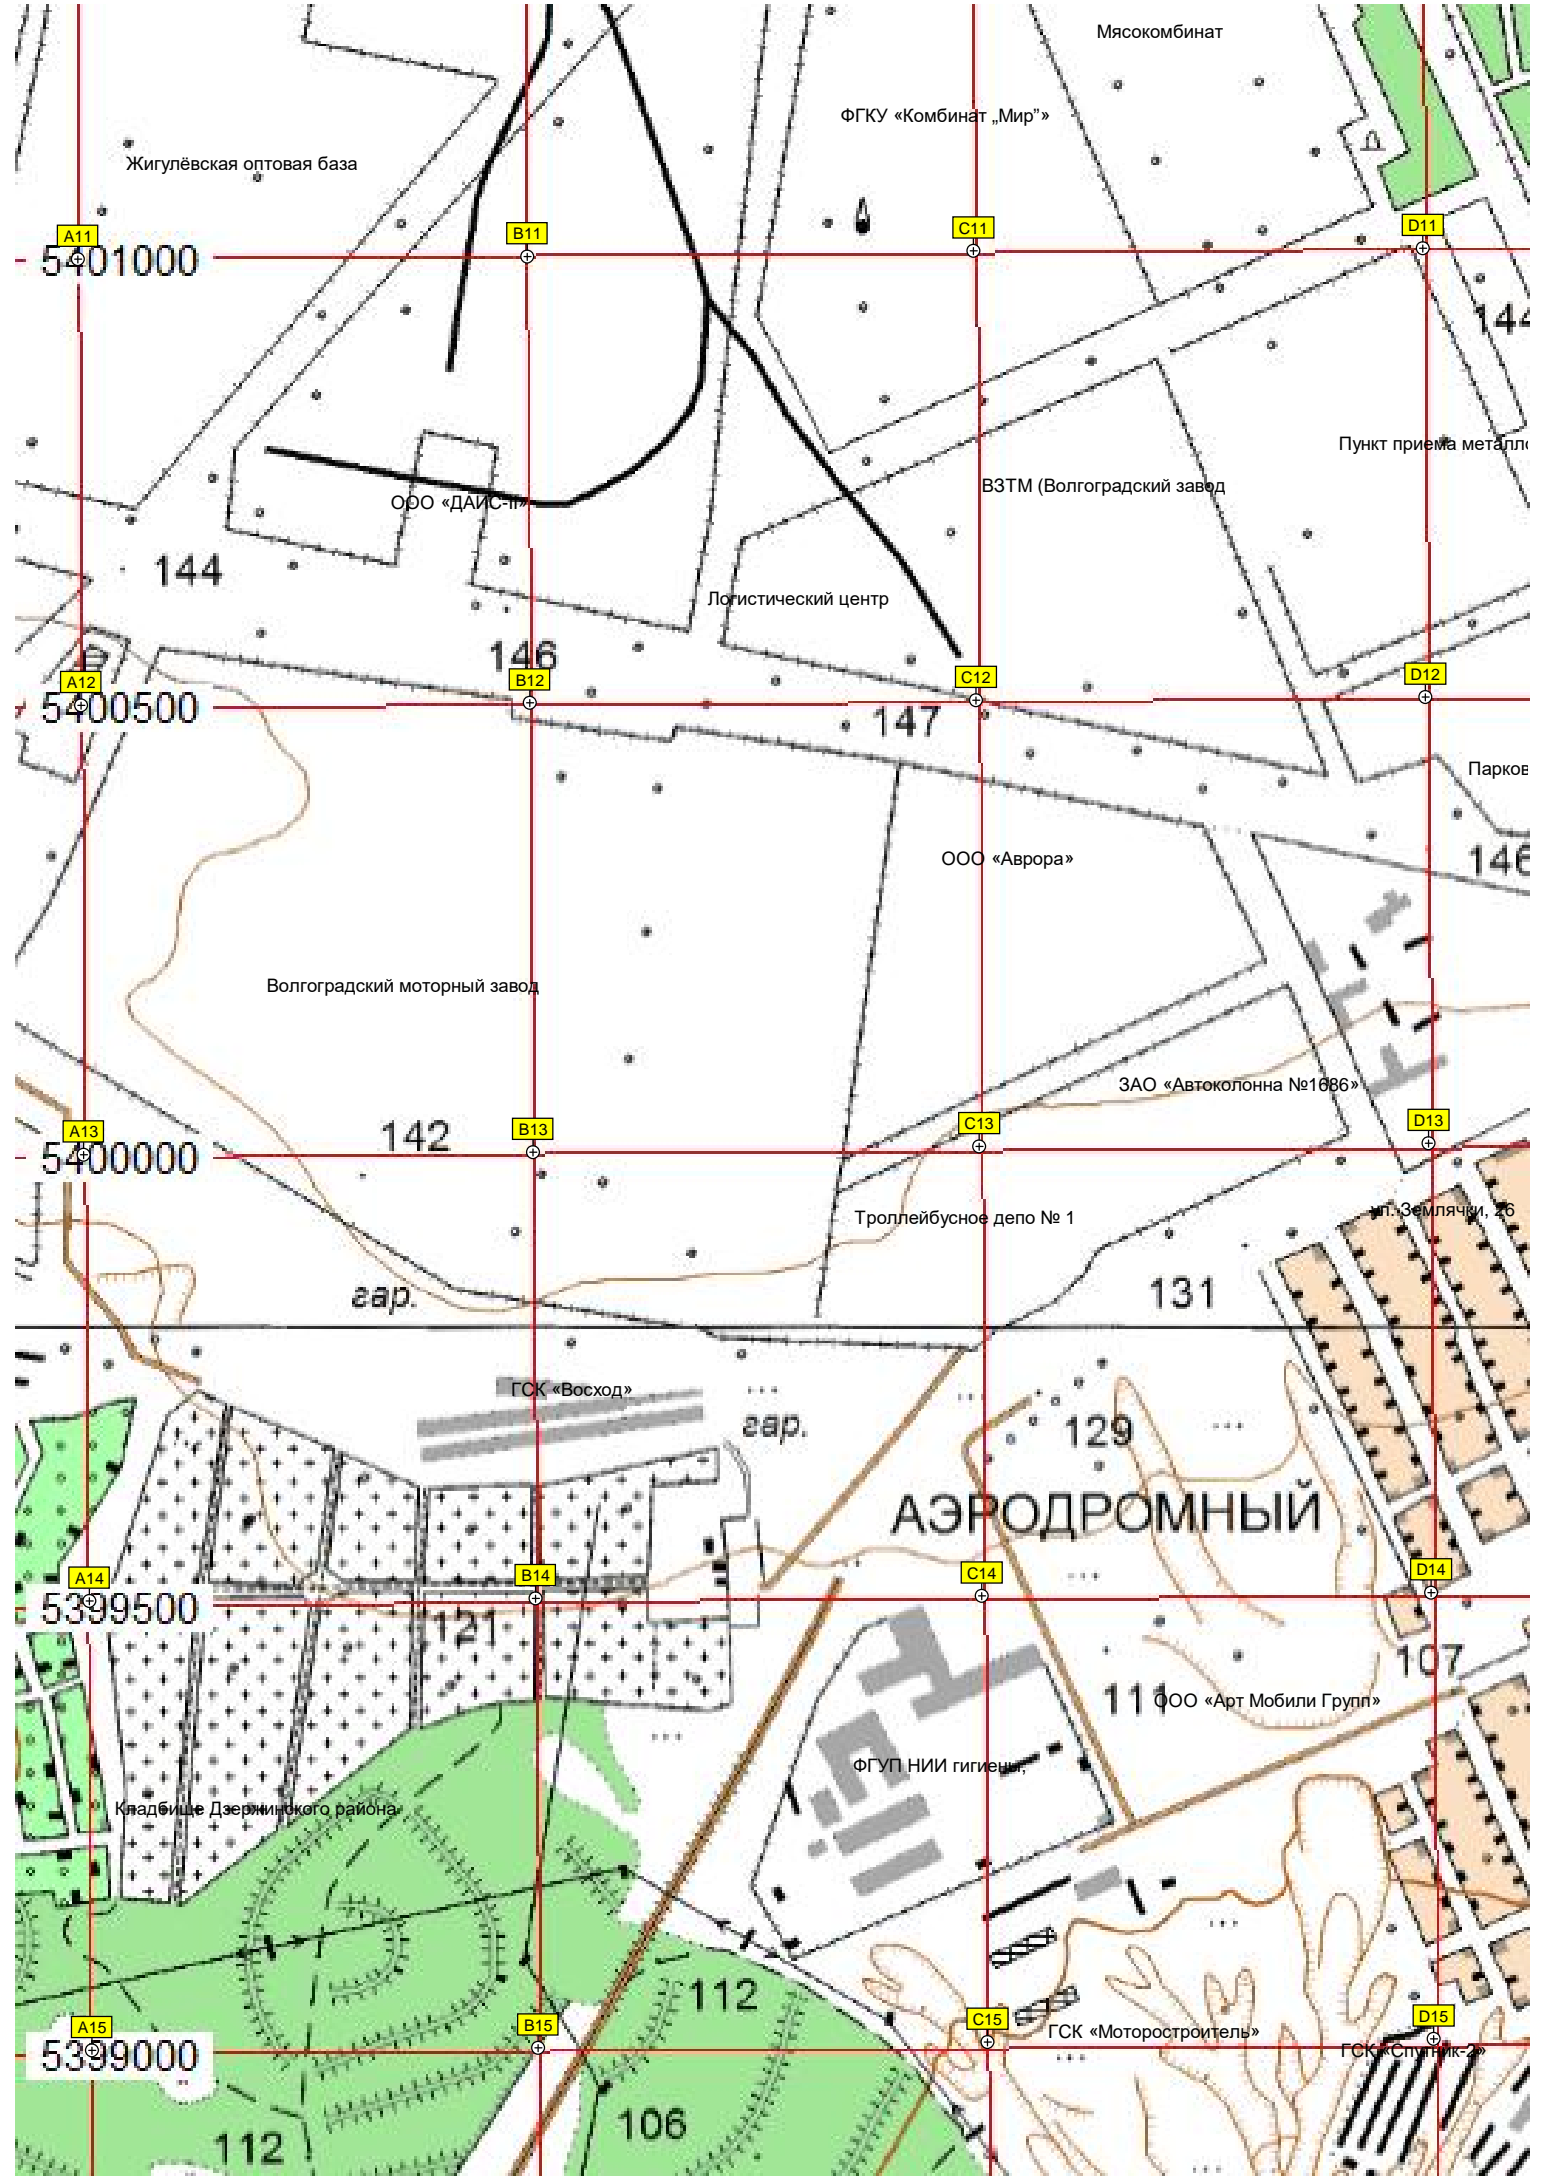 Мясокомбинат
ФГКУ «Комбинат „Мир”»
Жигулёвская оптовая база
A11
B11
C11
D11
5401000
144
Пункт приема металло
ВЗТМ (Волгоградский завод
ООО «ДАЙС-II»
144
Логистический центр
146
A12
B12
C12
D12
5400500
147
Парков
ООО «Аврора»
146
Волгоградский моторный завод
ЗАО «Автоколонна №1686»
A13
B13
C13
D13
142
5400000
ул. Землячки, 26
Троллейбусное депо № 1
131
гар.
ГСК «Восход»
гар.
129
АЭРОДРОМНЫЙ
A14
B14
C14
D14
5399500
121
107
111
ООО «Арт Мобили Групп»
ФГУП НИИ гигиены,
Кладбище Дзержинского района
112
A15
B15
C15
D15
ГСК «Моторостроитель»
ГСК «Спутник-2»
5399000
106
112